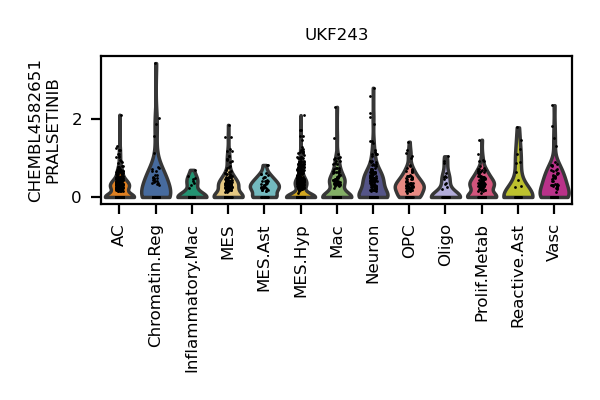 UKF243
CHEMBL4582651
PRALSETINIB
2
0
AC
Chromatin.Reg
Inflammatory.Mac
MES
MES.Ast
MES.Hyp
Mac
Neuron
OPC
Oligo
Prolif.Metab
Reactive.Ast
Vasc